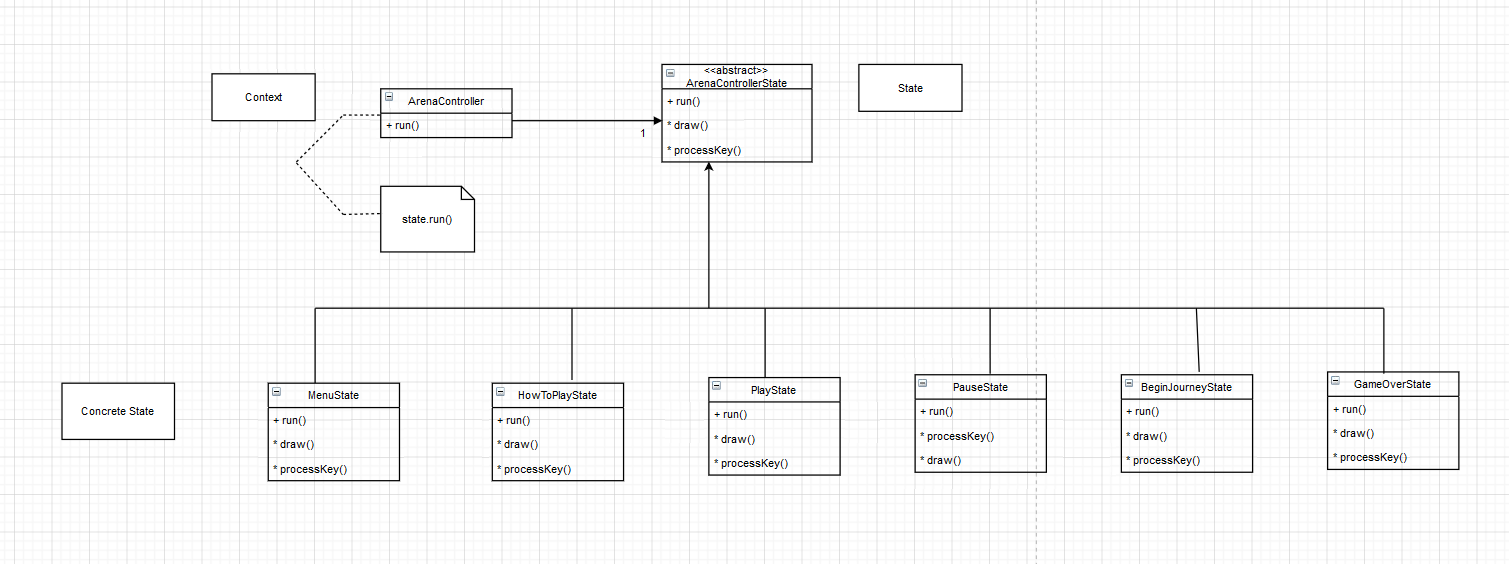 Context
ArenaController
+ run()
state.run()
<<abstract>>
ArenaControllerState
+ run()
* draw()
* processKey()
1
State
Concrete State
MenuState
+ run()
* draw()
* processKey()
HowToPlayState
+ run()
* draw()
* processKey()
PlayState
+ run()
* draw()
* processKey()
PauseState
+ run()
* processKey()
* draw()
BeginJourneyState
+ run()
* draw()
* processKey()
GameOverState
+ run()
* draw()
* processKey()